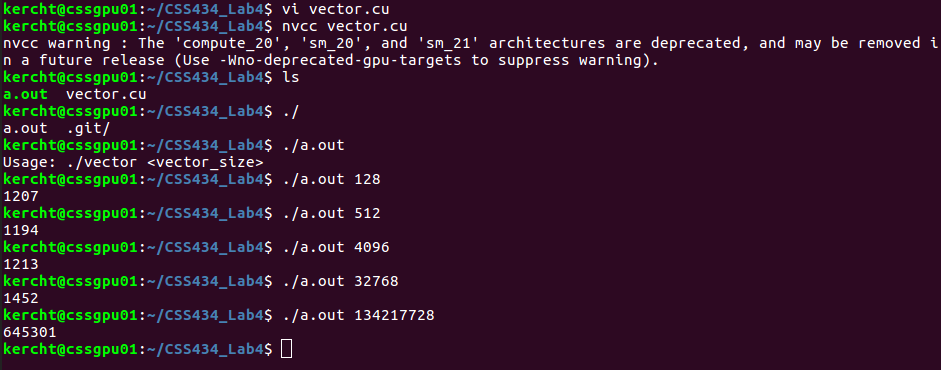 kercht@cssgpu01:~/CSS434_Lab4$ vi vector.cu
kercht@cssgpu01:~/CSS434_Lab4$ nvcc vector.cu
nvcc warning : The 'compute_20', 'sm_20', and 'sm_21' architectures are deprecated, and may be removed i
n a future release (Use -Wno-deprecated-gpu-targets to suppress warning).
kercht@cssgpu01:~/CSS434_Lab4$ ls
a.out  vector.cu
kercht@cssgpu01:~/CSS434_Lab4$ ./
a.out  .git/
kercht@cssgpu01:~/CSS434_Lab4$ ./a.out
Usage: ./vector <vector_size>
kercht@cssgpu01:~/CSS434_Lab4$ ./a.out 128
1207
kercht@cssgpu01:~/CSS434_Lab4$ ./a.out 512
1194
kercht@cssgpu01:~/CSS434_Lab4$ ./a.out 4096
1213
kercht@cssgpu01:~/CSS434_Lab4$ ./a.out 32768
1452
kercht@cssgpu01:~/CSS434_Lab4$ ./a.out 134217728
645301
kercht@cssgpu01:~/CSS434_Lab4$